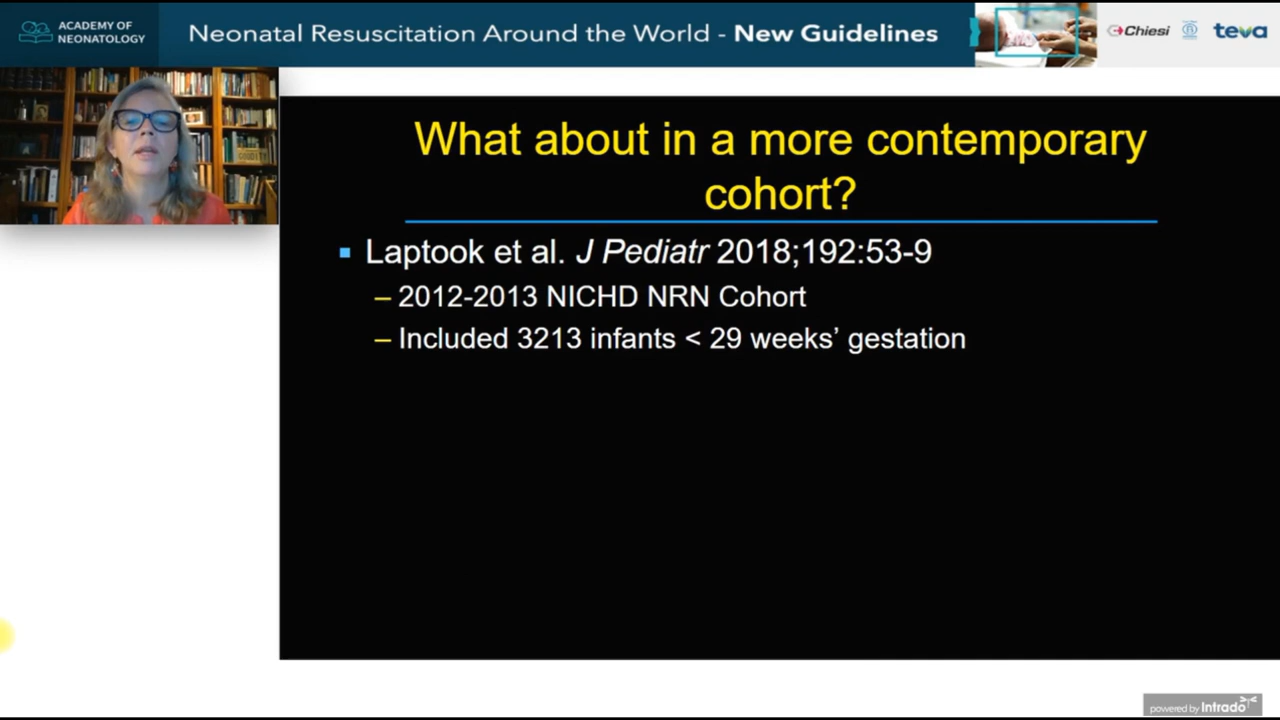 ACADEMY OF
NEONATOLOGY
Neonatal Resuscitation Around the World - New Guidelines
Chiesi
teva
What about in a more contemporary
cohort?
Laptook et al. J Pediatr 2018;192:53-9
– 2012-2013 NICHD NRN Cohort
– Included 3213 infants < 29 weeks’ gestation
powered by Intrado